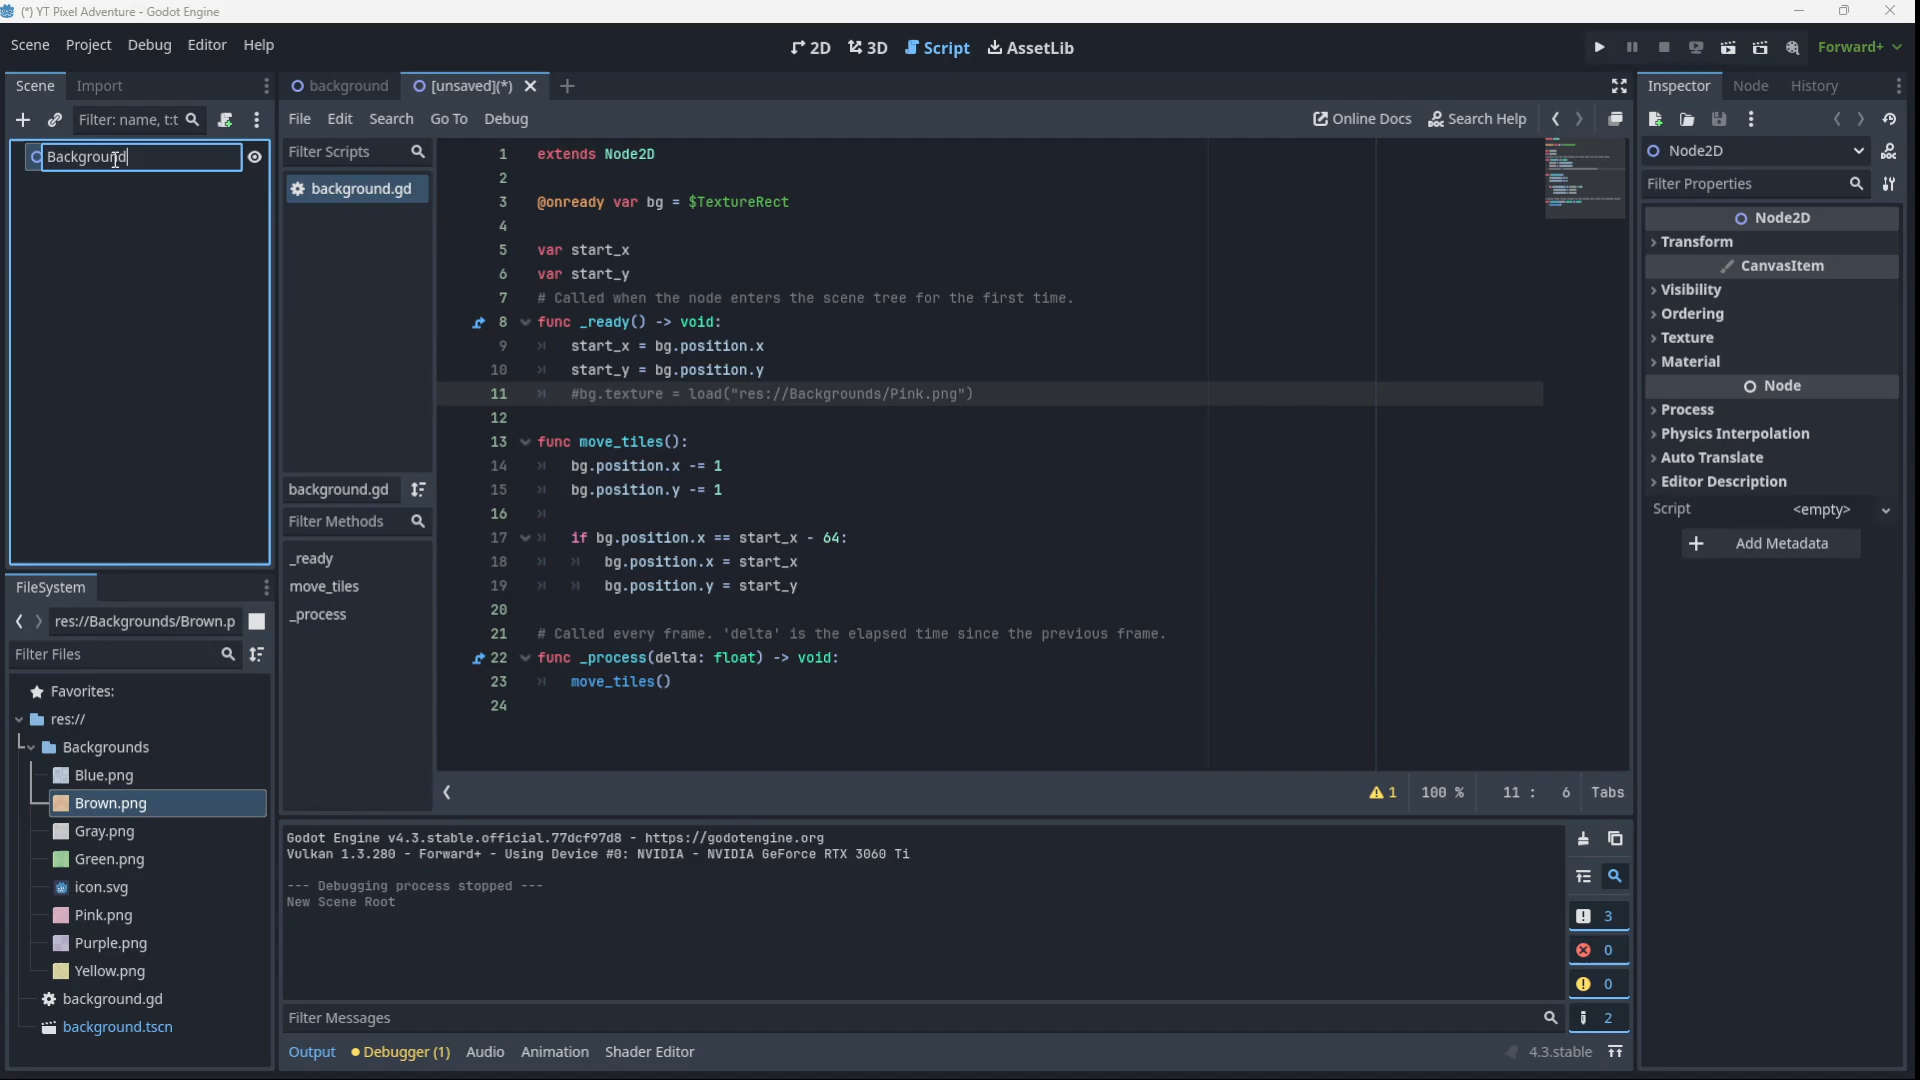 (*) YT Pixel Adventure - Godot Engine
Scene Project Debug Editor Help
2D 3D Script AssetLib
Forward+
Scene Import
background [unsaved](*)
Inspector Node History
Filter: name, t:t
File Edit Search Go To Debug
Online Docs Search Help
Background
Filter Scripts
background.gd
background.gd
Filter Methods
_ready
move_tiles
_process
1 extends Node2D
2
3 @onready var bg = $TextureRect
4
5 var start_x
6 var start_y
7 # Called when the node enters the scene tree for the first time.
8 func _ready() -> void:
9 start_x = bg.position.x
10 start_y = bg.position.y
11 #bg.texture = load("res://Backgrounds/Pink.png")
12
13 func move_tiles():
14 bg.position.x -= 1
15 bg.position.y -= 1
16
17 if bg.position.x == start_x - 64:
18 bg.position.x = start_x
19 bg.position.y = start_y
20
21 # Called every frame. 'delta' is the elapsed time since the previous frame.
22 func _process(delta: float) -> void:
23 move_tiles()
24
1 100 % 11 : 6 Tabs
Node2D
Filter Properties
Node2D
Transform
CanvasItem
Visibility
Ordering
Texture
Material
Node
Process
Physics Interpolation
Auto Translate
Editor Description
Script <empty>
Add Metadata
FileSystem
res://Backgrounds/Brown.p
Filter Files
Favorites:
res://
Backgrounds
Blue.png
Brown.png
Gray.png
Green.png
icon.svg
Pink.png
Purple.png
Yellow.png
background.gd
background.tscn
Godot Engine v4.3.stable.official.77dcf97d8 - https://godotengine.org
Vulkan 1.3.280 - Forward+ - Using Device #0: NVIDIA - NVIDIA GeForce RTX 3060 Ti
--- Debugging process stopped ---
New Scene Root
3
0
0
2
Filter Messages
Output Debugger (1) Audio Animation Shader Editor
4.3.stable